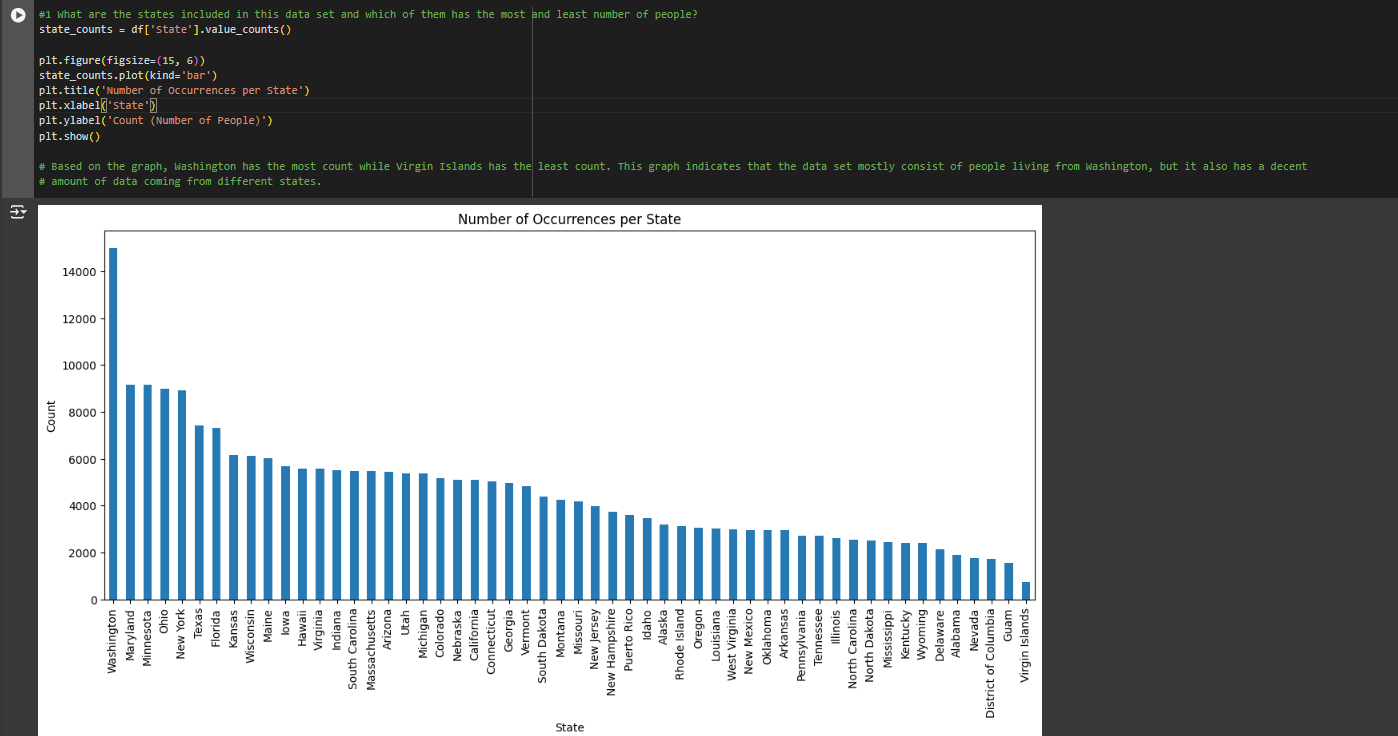 #1 What are the states included in this data set and which of them has the most and least number of people?
state_counts = df['State'].value_counts()
plt.figure(figsize=(15, 6))
state_counts.plot(kind='bar')
plt.title('Number of Occurrences per State')
plt.xlabel('State')
plt.ylabel('Count (Number of People)')
plt.show()
# Based on the graph, Washington has the most count while Virgin Islands has the least count. This graph indicates that the data set mostly consist of people living from Washington, but it also has a decent
# amount of data coming from different states.
Number of Occurrences per State
Count
14000
12000
10000
8000
6000
4000
2000
0
Washington
Maryland
Minnesota
Ohio
New York
Texas
Florida
Kansas
Wisconsin
Maine
Iowa
Hawaii
Virginia
Indiana
South Carolina
Massachusetts
Arizona
Utah
Michigan
Colorado
Nebraska
California
Connecticut
Georgia
Vermont
South Dakota
Montana
Missouri
New Jersey
New Hampshire
Puerto Rico
Idaho
Alaska
Rhode Island
Oregon
Louisiana
West Virginia
New Mexico
Oklahoma
Arkansas
Pennsylvania
Tennessee
Illinois
North Carolina
North Dakota
Mississippi
Kentucky
Wyoming
Delaware
Alabama
Nevada
District of Columbia
Guam
Virgin Islands
State